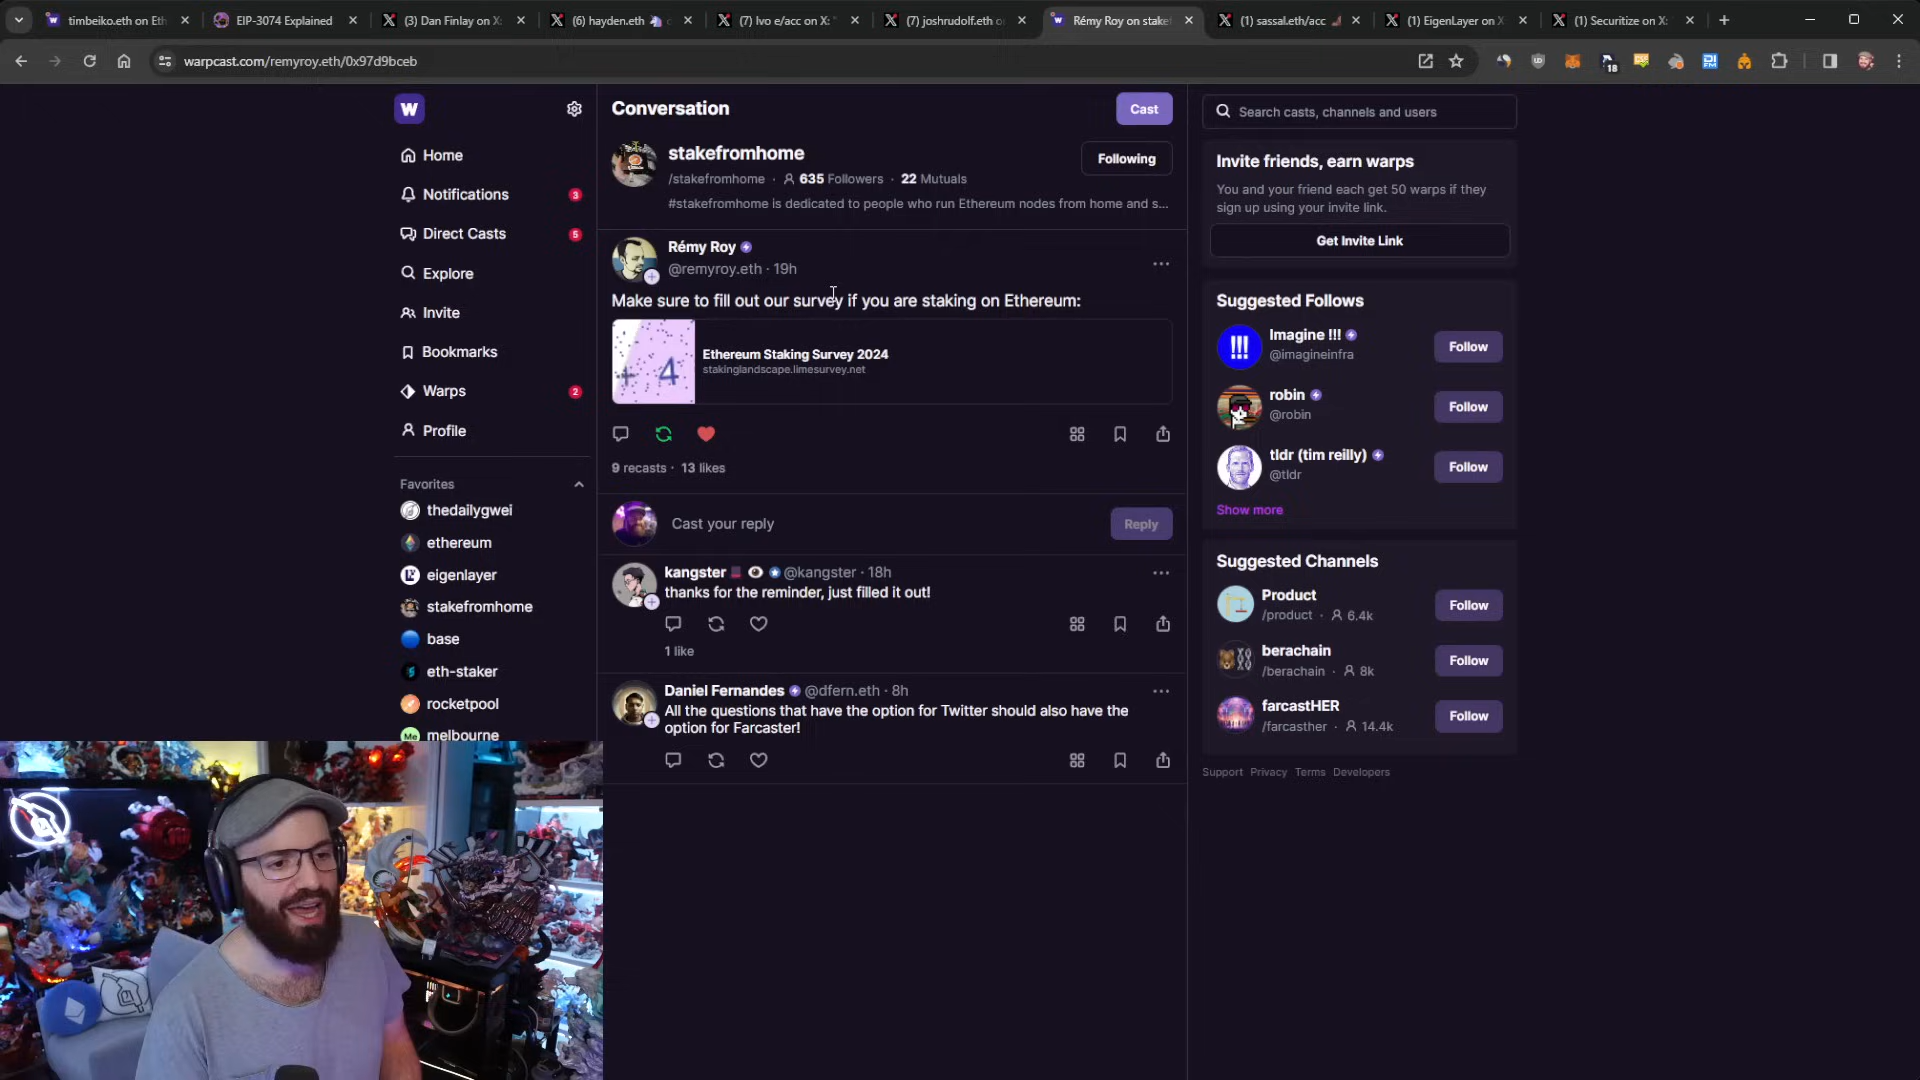 timbeiko.eth on Eth
EIP-3074 Explained
(3) Dan Finlay on X:
(6) hayden.eth
(7) Ivo e/acc on X: "
(7) joshrudolf.eth on
Rémy Roy on stake
(1) sassal.eth/acc
(1) EigenLayer on X
(1) Securitize on X:
warpcast.com/remyroy.eth/0x97d9bceb
18
W
Home
Notifications 3
Direct Casts 5
Explore
Invite
Bookmarks
Warps 2
Profile
Favorites
thedailygwei
ethereum
eigenlayer
stakefromhome
base
eth-staker
rocketpool
Me melbourne
Conversation
Cast
stakefromhome
/stakefromhome · 635 Followers · 22 Mutuals
Following
#stakefromhome is dedicated to people who run Ethereum nodes from home and s...
Rémy Roy
@remyroy.eth · 19h
Make sure to fill out our survey if you are staking on Ethereum:
+ 4
Ethereum Staking Survey 2024
stakinglandscape.limesurvey.net
9 recasts · 13 likes
Cast your reply
Reply
kangster @kangster · 18h
thanks for the reminder, just filled it out!
1 like
Daniel Fernandes @dfern.eth · 8h
All the questions that have the option for Twitter should also have the
option for Farcaster!
Search casts, channels and users
Invite friends, earn warps
You and your friend each get 50 warps if they
sign up using your invite link.
Get Invite Link
Suggested Follows
!!!
Imagine !!!
@imagineinfra
Follow
robin
@robin
Follow
tldr (tim reilly)
@tldr
Follow
Show more
Suggested Channels
Product
/product · 6.4k
Follow
berachain
/berachain · 8k
Follow
farcastHER
/farcasther · 14.4k
Follow
Support Privacy Terms Developers